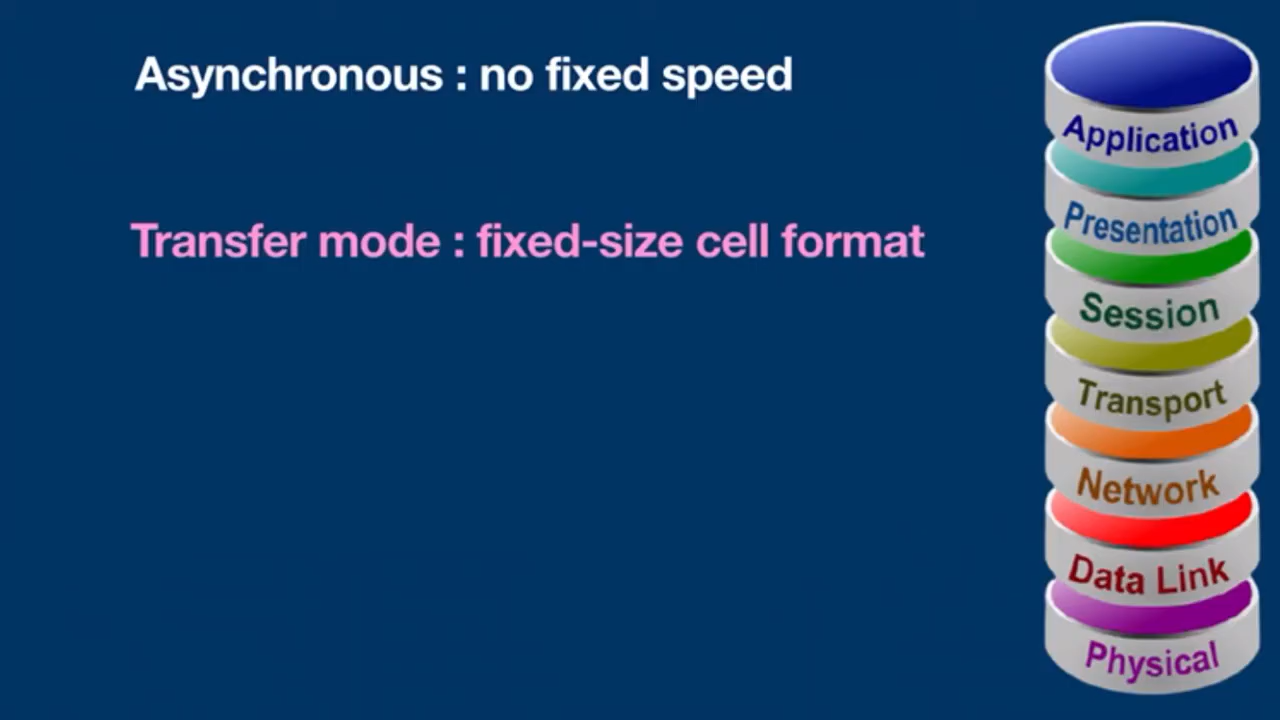 Asynchronous : no fixed speed
Transfer mode : fixed-size cell format
Application
Presentation
Session
Transport
Network
Data Link
Physical